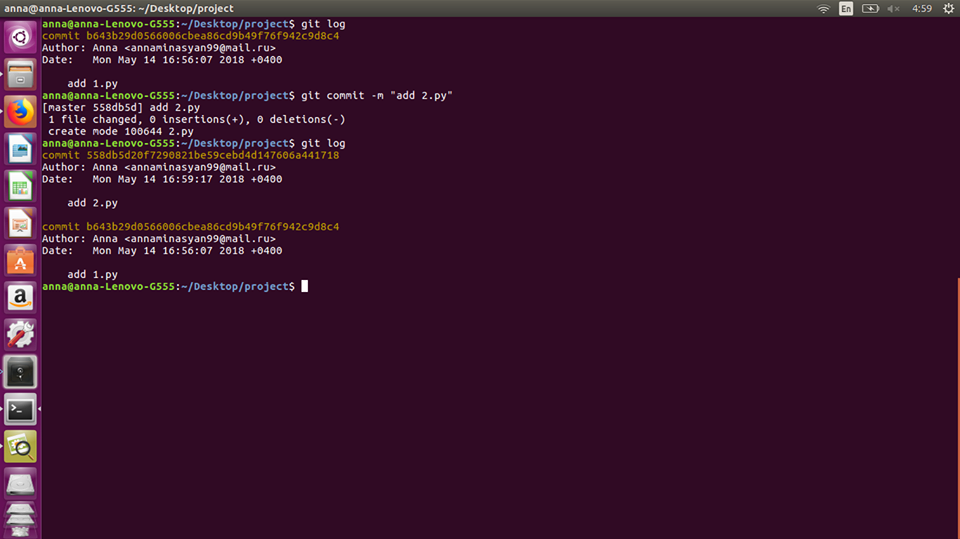 anna@anna-Lenovo-G555: ~/Desktop/project
En
4:59
anna@anna-Lenovo-G555:~/Desktop/project$ git log
commit b643b29d0566006cbea86cd9b49f76f942c9d8c4
Author: Anna <annaminasyan99@mail.ru>
Date:   Mon May 14 16:56:07 2018 +0400
    add 1.py
anna@anna-Lenovo-G555:~/Desktop/project$ git commit -m "add 2.py"
[master 558db5d] add 2.py
 1 file changed, 0 insertions(+), 0 deletions(-)
 create mode 100644 2.py
anna@anna-Lenovo-G555:~/Desktop/project$ git log
commit 558db5d20f7290821be59cebd4d147606a441718
Author: Anna <annaminasyan99@mail.ru>
Date:   Mon May 14 16:59:17 2018 +0400
    add 2.py
commit b643b29d0566006cbea86cd9b49f76f942c9d8c4
Author: Anna <annaminasyan99@mail.ru>
Date:   Mon May 14 16:56:07 2018 +0400
    add 1.py
anna@anna-Lenovo-G555:~/Desktop/project$